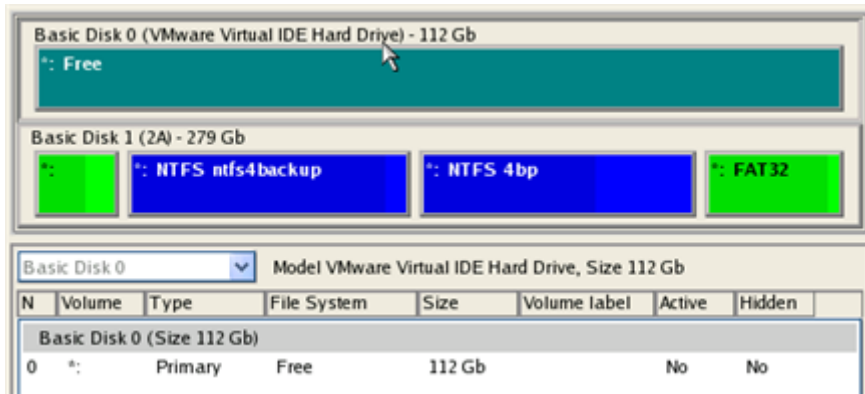 Basic Disk 0 (VMware Virtual IDE Hard Drive) - 112 Gb
*: Free
Basic Disk 1 (2A) - 279 Gb
*: *: NTFS ntfs4backup *: NTFS 4bp *: FAT32
Basic Disk 0 Model VMware Virtual IDE Hard Drive, Size 112 Gb
N Volume Type File System Size Volume label Active Hidden
Basic Disk 0 (Size 112 Gb)
0 *: Primary Free 112 Gb No No